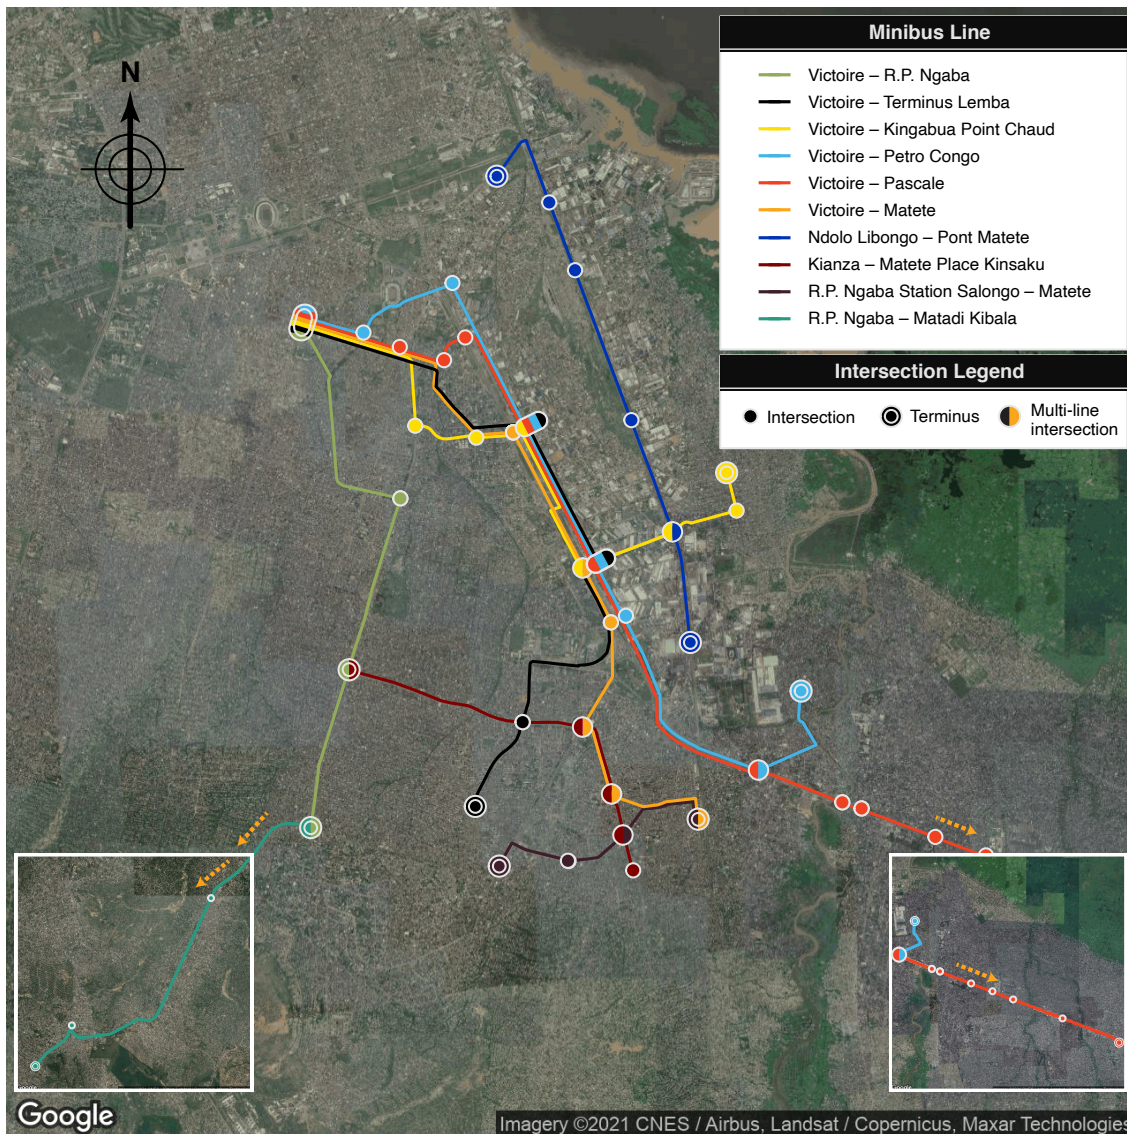 N
Minibus Line
Victoire – R.P. Ngaba
Victoire – Terminus Lemba
Victoire – Kingabua Point Chaud
Victoire – Petro Congo
Victoire – Pascale
Victoire – Matete
Ndolo Libongo – Pont Matete
Kianza – Matete Place Kinsaku
R.P. Ngaba Station Salongo – Matete
R.P. Ngaba – Matadi Kibala
Intersection Legend
Intersection
Terminus
Multi-line
intersection
Google
Imagery ©2021 CNES / Airbus, Landsat / Copernicus, Maxar Technologies